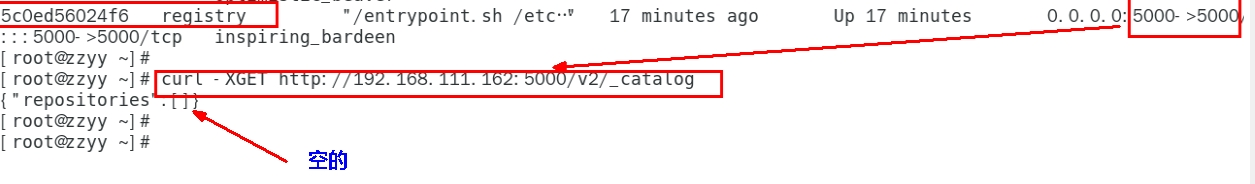 5c0ed56024f6   registry         "/entrypoint.sh /etc…"   17 minutes ago       Up 17 minutes       0.0.0.0:5000->5000/
:::5000->5000/tcp   inspiring_bardeen
[root@zzyy ~]#
[root@zzyy ~]# curl -XGET http://192.168.111.162:5000/v2/_catalog
{"repositories":[]}
[root@zzyy ~]#
[root@zzyy ~]#
空的